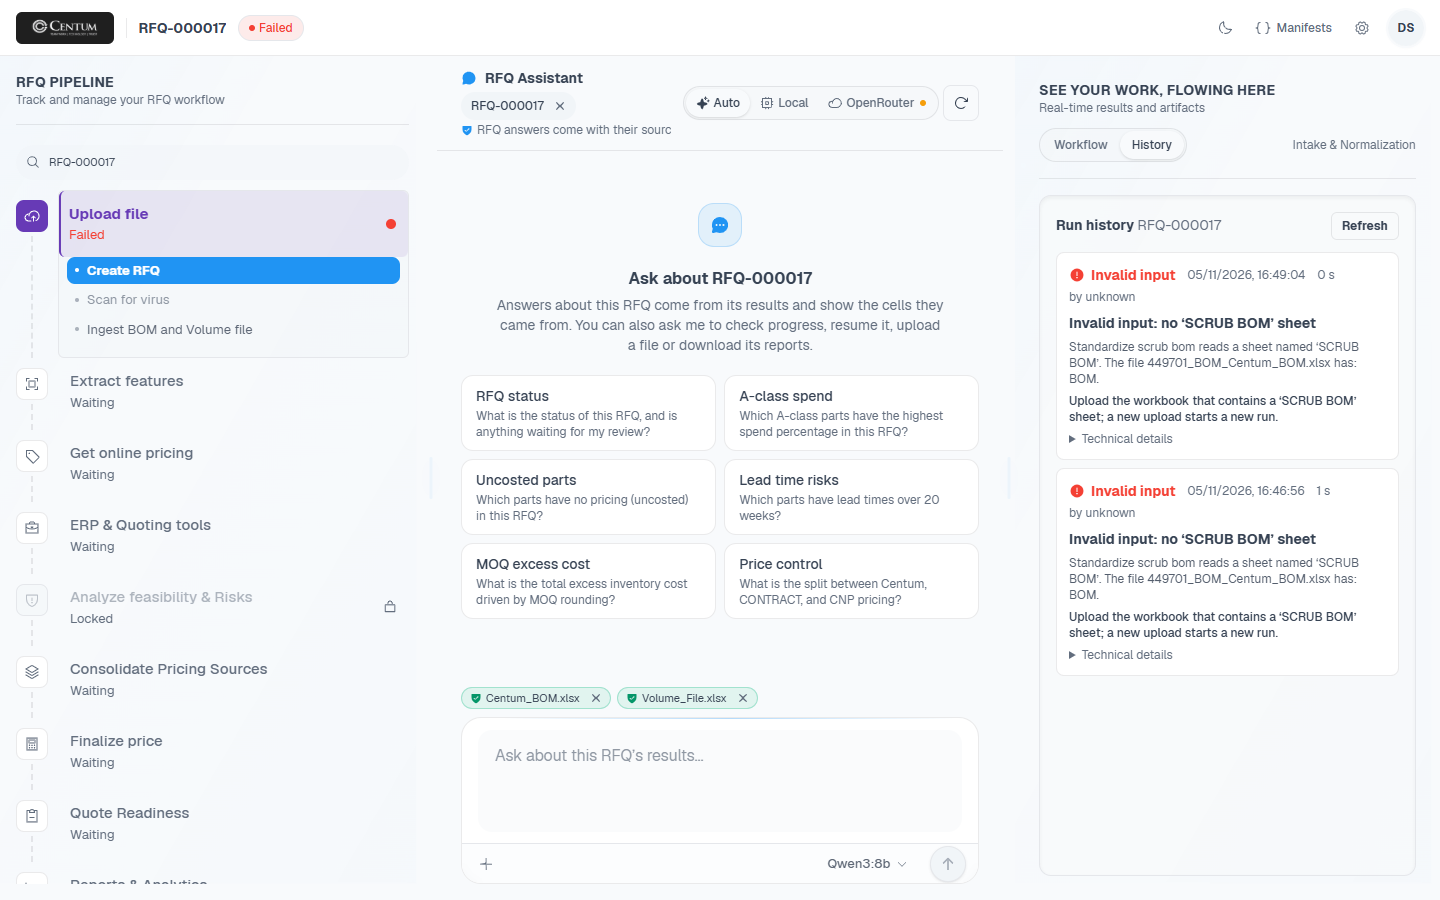 CENTUM
RFQ-000017
Failed
Manifests
DS
RFQ PIPELINE
Track and manage your RFQ workflow
RFQ-000017
Upload file
Failed
Create RFQ
Scan for virus
Ingest BOM and Volume file
Extract features
Waiting
Get online pricing
Waiting
ERP & Quoting tools
Waiting
Analyze feasibility & Risks
Locked
Consolidate Pricing Sources
Waiting
Finalize price
Waiting
Quote Readiness
Waiting
Reports & Analytics
RFQ Assistant
RFQ-000017
Auto
Local
OpenRouter
RFQ answers come with their sourc
Ask about RFQ-000017
Answers about this RFQ come from its results and show the cells they
came from. You can also ask me to check progress, resume it, upload
a file or download its reports.
RFQ status
What is the status of this RFQ, and is
anything waiting for my review?
A-class spend
Which A-class parts have the highest
spend percentage in this RFQ?
Uncosted parts
Which parts have no pricing (uncosted)
in this RFQ?
Lead time risks
Which parts have lead times over 20
weeks?
MOQ excess cost
What is the total excess inventory cost
driven by MOQ rounding?
Price control
What is the split between Centum,
CONTRACT, and CNP pricing?
Centum_BOM.xlsx
Volume_File.xlsx
Ask about this RFQ's results...
Qwen3:8b
SEE YOUR WORK, FLOWING HERE
Real-time results and artifacts
Workflow
History
Intake & Normalization
Run history RFQ-000017
Refresh
Invalid input 05/11/2026, 16:49:04 0 s
by unknown
Invalid input: no ‘SCRUB BOM’ sheet
Standardize scrub bom reads a sheet named ‘SCRUB
BOM’. The file 449701_BOM_Centum_BOM.xlsx has:
BOM.
Upload the workbook that contains a ‘SCRUB BOM’
sheet; a new upload starts a new run.
Technical details
Invalid input 05/11/2026, 16:46:56 1 s
by unknown
Invalid input: no ‘SCRUB BOM’ sheet
Standardize scrub bom reads a sheet named ‘SCRUB
BOM’. The file 449701_BOM_Centum_BOM.xlsx has:
BOM.
Upload the workbook that contains a ‘SCRUB BOM’
sheet; a new upload starts a new run.
Technical details